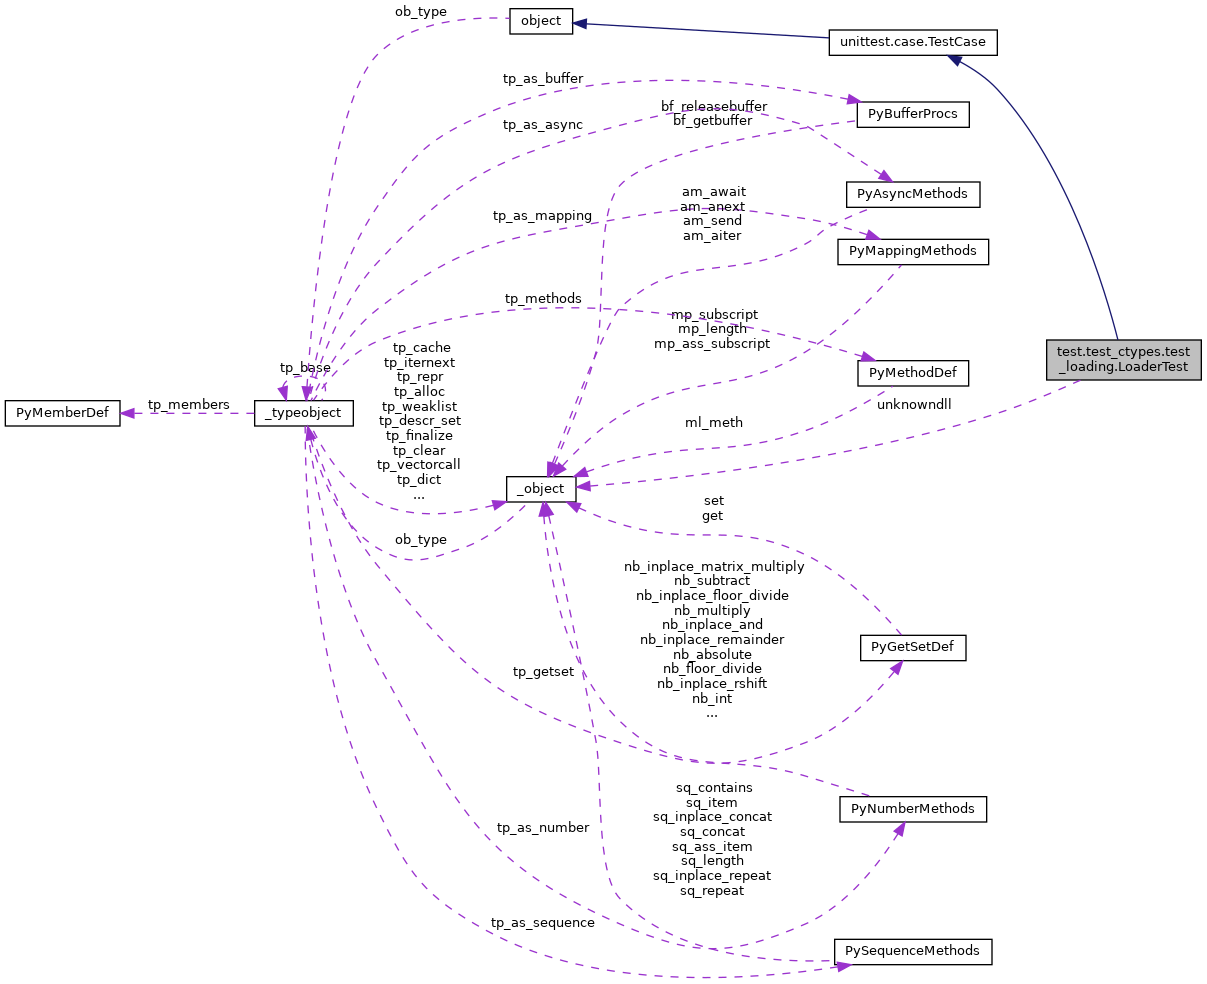 ob_type
object
unittest.case.TestCase
tp_as_buffer
bf_releasebuffer
bf_getbuffer
PyBufferProcs
tp_as_async
am_await
am_anext
am_send
am_aiter
PyAsyncMethods
tp_as_mapping
PyMappingMethods
tp_methods
mp_subscript
mp_length
mp_ass_subscript
test.test_ctypes.test
_loading.LoaderTest
tp_base
tp_cache
tp_iternext
tp_repr
tp_alloc
tp_weaklist
tp_descr_set
tp_finalize
tp_clear
tp_vectorcall
tp_dict
...
PyMethodDef
PyMemberDef
tp_members
_typeobject
unknowndll
ml_meth
_object
ob_type
set
get
nb_inplace_matrix_multiply
nb_subtract
nb_inplace_floor_divide
nb_multiply
nb_inplace_and
nb_inplace_remainder
nb_absolute
nb_floor_divide
nb_inplace_rshift
nb_int
...
PyGetSetDef
tp_getset
sq_contains
sq_item
sq_inplace_concat
sq_concat
sq_ass_item
sq_length
sq_inplace_repeat
sq_repeat
PyNumberMethods
tp_as_number
tp_as_sequence
PySequenceMethods